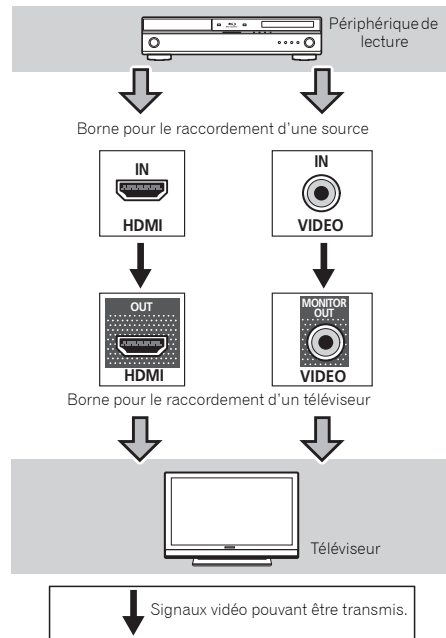 Périphérique de
lecture
Borne pour le raccordement d'une source
IN
HDMI
IN
VIDEO
OUT
HDMI
MONITOR
OUT
VIDEO
Borne pour le raccordement d'un téléviseur
Téléviseur
Signaux vidéo pouvant être transmis.